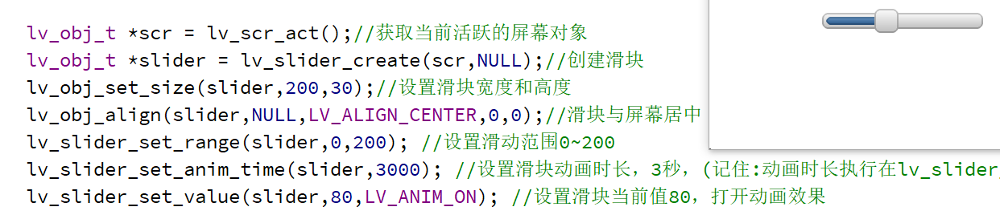 lv_obj_t *scr = lv_scr_act();//获取当前活跃的屏幕对象
lv_obj_t *slider = lv_slider_create(scr,NULL);//创建滑块
lv_obj_set_size(slider,200,30);//设置滑块宽度和高度
lv_obj_align(slider,NULL,LV_ALIGN_CENTER,0,0);//滑块与屏幕居中
lv_slider_set_range(slider,0,200); //设置滑动范围0~200
lv_slider_set_anim_time(slider,3000); //设置滑块动画时长，3秒，(记住:动画时长执行在lv_slider_
lv_slider_set_value(slider,80,LV_ANIM_ON); //设置滑块当前值80，打开动画效果